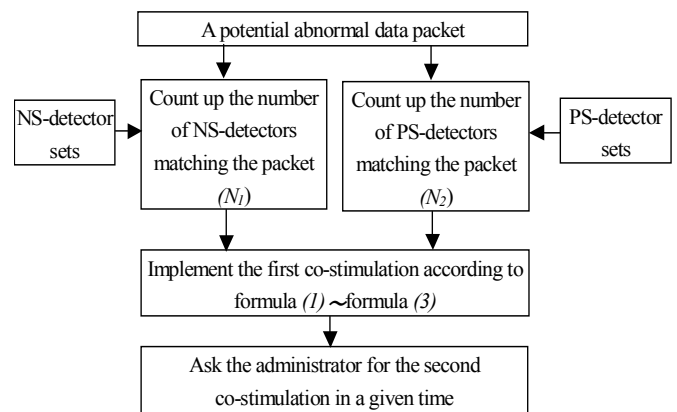 A potential abnormal data packet
NS-detector
sets
Count up the number
of NS-detectors
matching the packet
(N1)
Count up the number
of PS-detectors
matching the packet
(N2)
PS-detector
sets
Implement the first co-stimulation according to
formula (1)~formula (3)
Ask the administrator for the second
co-stimulation in a given time